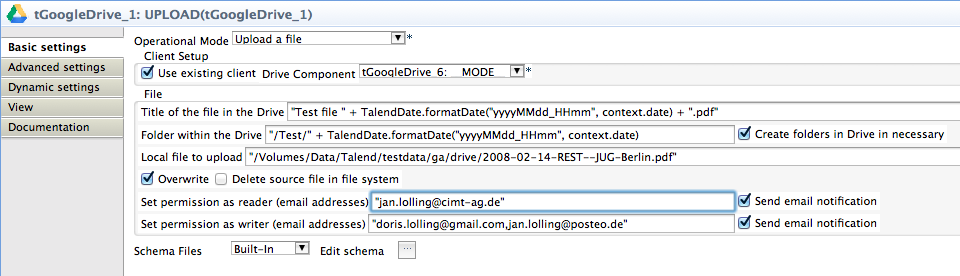 tGoogleDrive_1: UPLOAD(tGoogleDrive_1)
Basic settings
Advanced settings
Dynamic settings
View
Documentation
Operational Mode Upload a file *
Client Setup
Use existing client Drive Component tGoogleDrive_6: __MODE__ *
File
Title of the file in the Drive "Test file " + TalendDate.formatDate("yyyyMMdd_HHmm", context.date) + ".pdf"
Folder within the Drive "/Test/" + TalendDate.formatDate("yyyyMMdd_HHmm", context.date) Create folders in Drive in necessary
Local file to upload "/Volumes/Data/Talend/testdata/ga/drive/2008-02-14-REST--JUG-Berlin.pdf"
Overwrite Delete source file in file system
Set permission as reader (email addresses) "jan.lolling@cimt-ag.de" Send email notification
Set permission as writer (email addresses) "doris.lolling@gmail.com,jan.lolling@posteo.de" Send email notification
Schema Files Built-In Edit schema ...